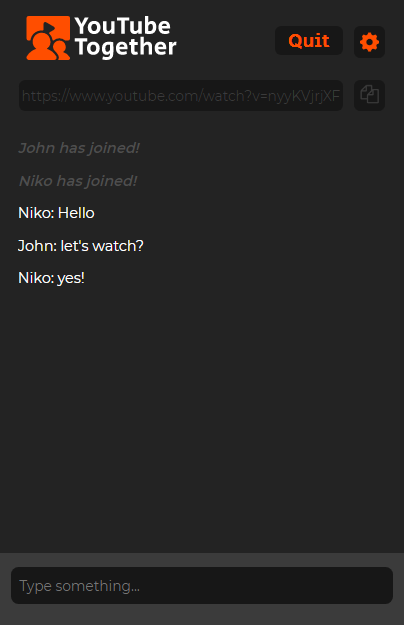 YouTube
Together
Quit
https://www.youtube.com/watch?v=nyyKVjrjXF
John has joined!
Niko has joined!
Niko: Hello
John: let's watch?
Niko: yes!
Type something...